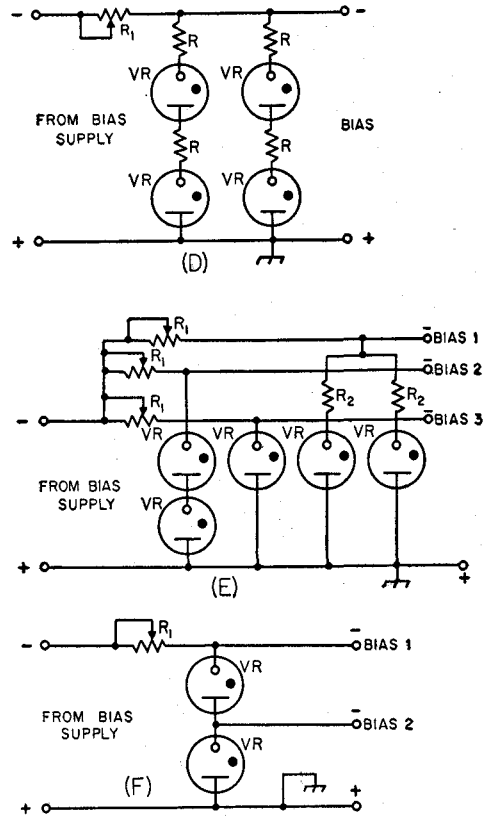 − R₁ −
R R
VR VR
FROM BIAS
SUPPLY
BIAS
R R
VR VR
+ +
(D)
R₁ − BIAS 1
R₁ − BIAS 2
R₂ R₂
− R₁ − BIAS 3
VR VR VR VR
FROM BIAS
SUPPLY
VR
+ +
(E)
− R₁ − BIAS 1
VR
FROM BIAS
SUPPLY
− BIAS 2
VR
(F)
+ +